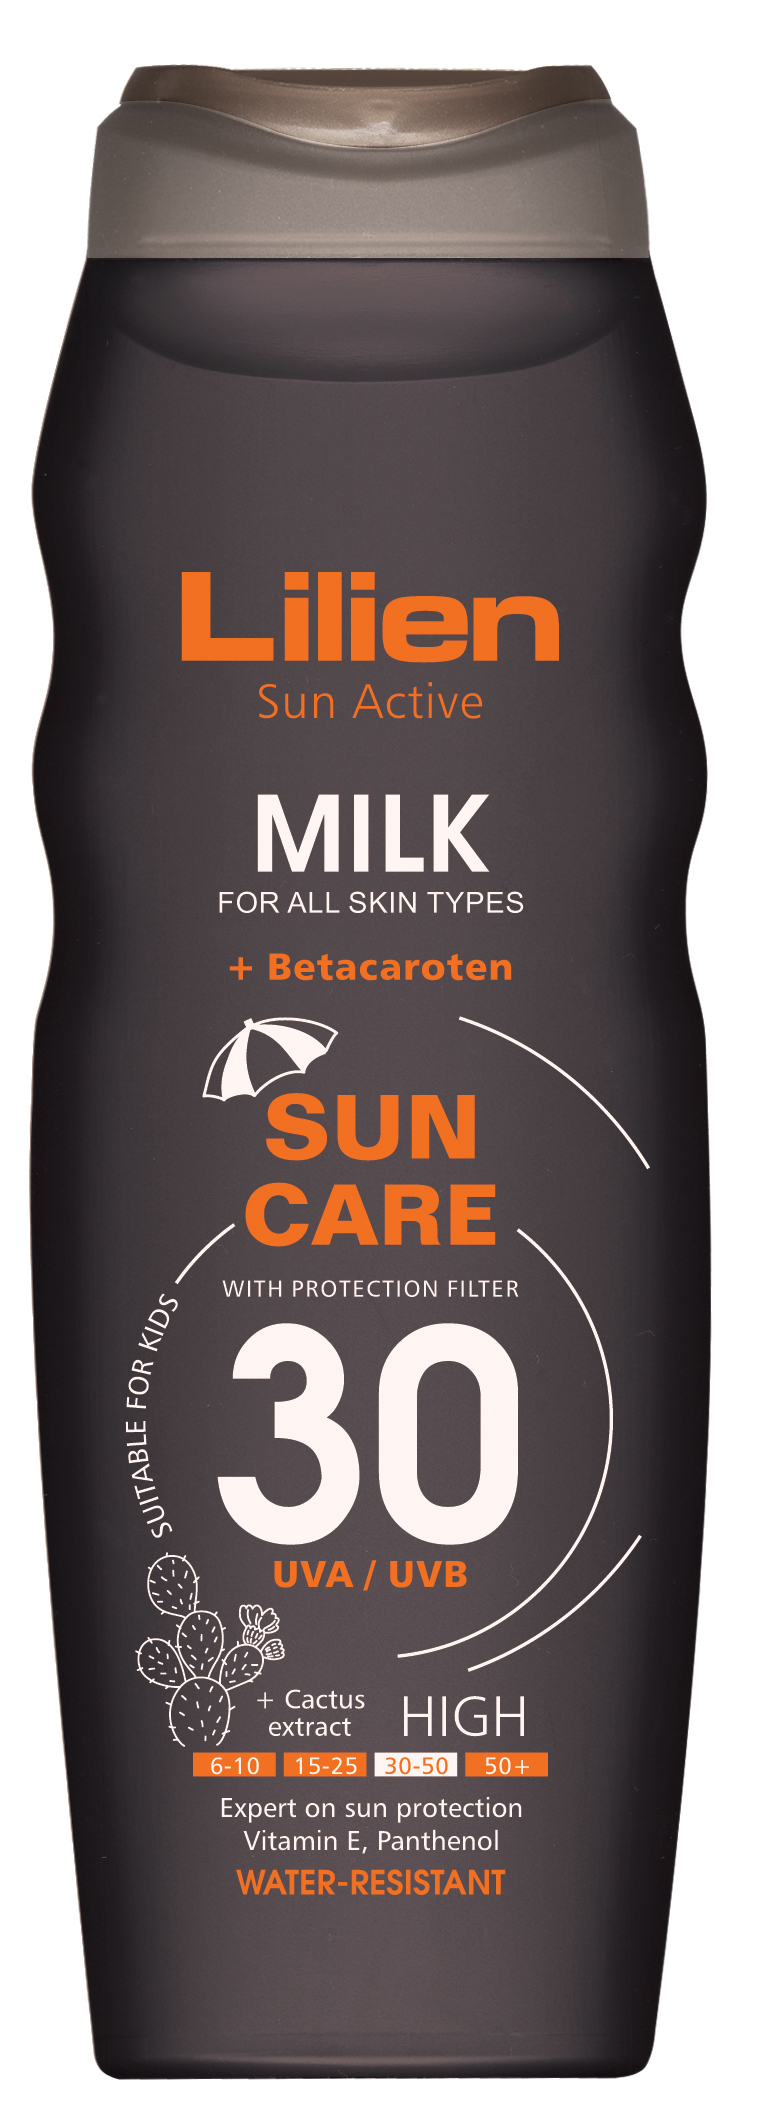 Lilien
Sun Active
MILK
FOR ALL SKIN TYPES
+ Betacaroten
SUN
CARE
WITH PROTECTION FILTER
SUITABLE FOR KIDS
30
UVA / UVB
+ Cactus
extract
HIGH
6-10 15-25 30-50 50+
Expert on sun protection
Vitamin E, Panthenol
WATER-RESISTANT